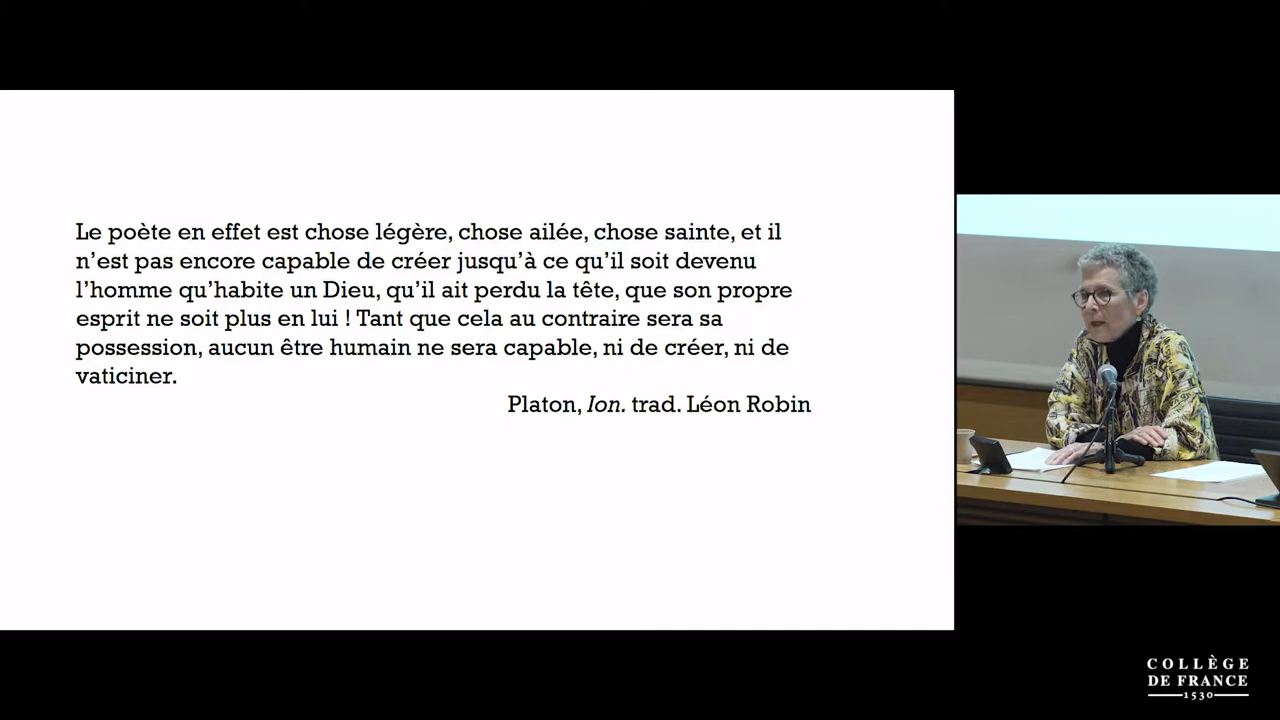 Le poète en effet est chose légère, chose ailée, chose sainte, et il
n’est pas encore capable de créer jusqu’à ce qu’il soit devenu
l’homme qu’habite un Dieu, qu’il ait perdu la tête, que son propre
esprit ne soit plus en lui ! Tant que cela au contraire sera sa
possession, aucun être humain ne sera capable, ni de créer, ni de
vaticiner.
Platon, Ion. trad. Léon Robin
COLLÈGE
DE FRANCE
1530